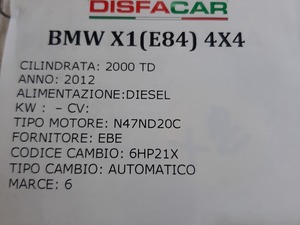 DISFACAR
BMW X1(E84) 4X4
CILINDRATA: 2000 TD
ANNO: 2012
ALIMENTAZIONE:DIESEL
KW : – CV:
TIPO MOTORE: N47ND20C
FORNITORE: EBE
CODICE CAMBIO: 6HP21X
TIPO CAMBIO: AUTOMATICO
MARCE: 6